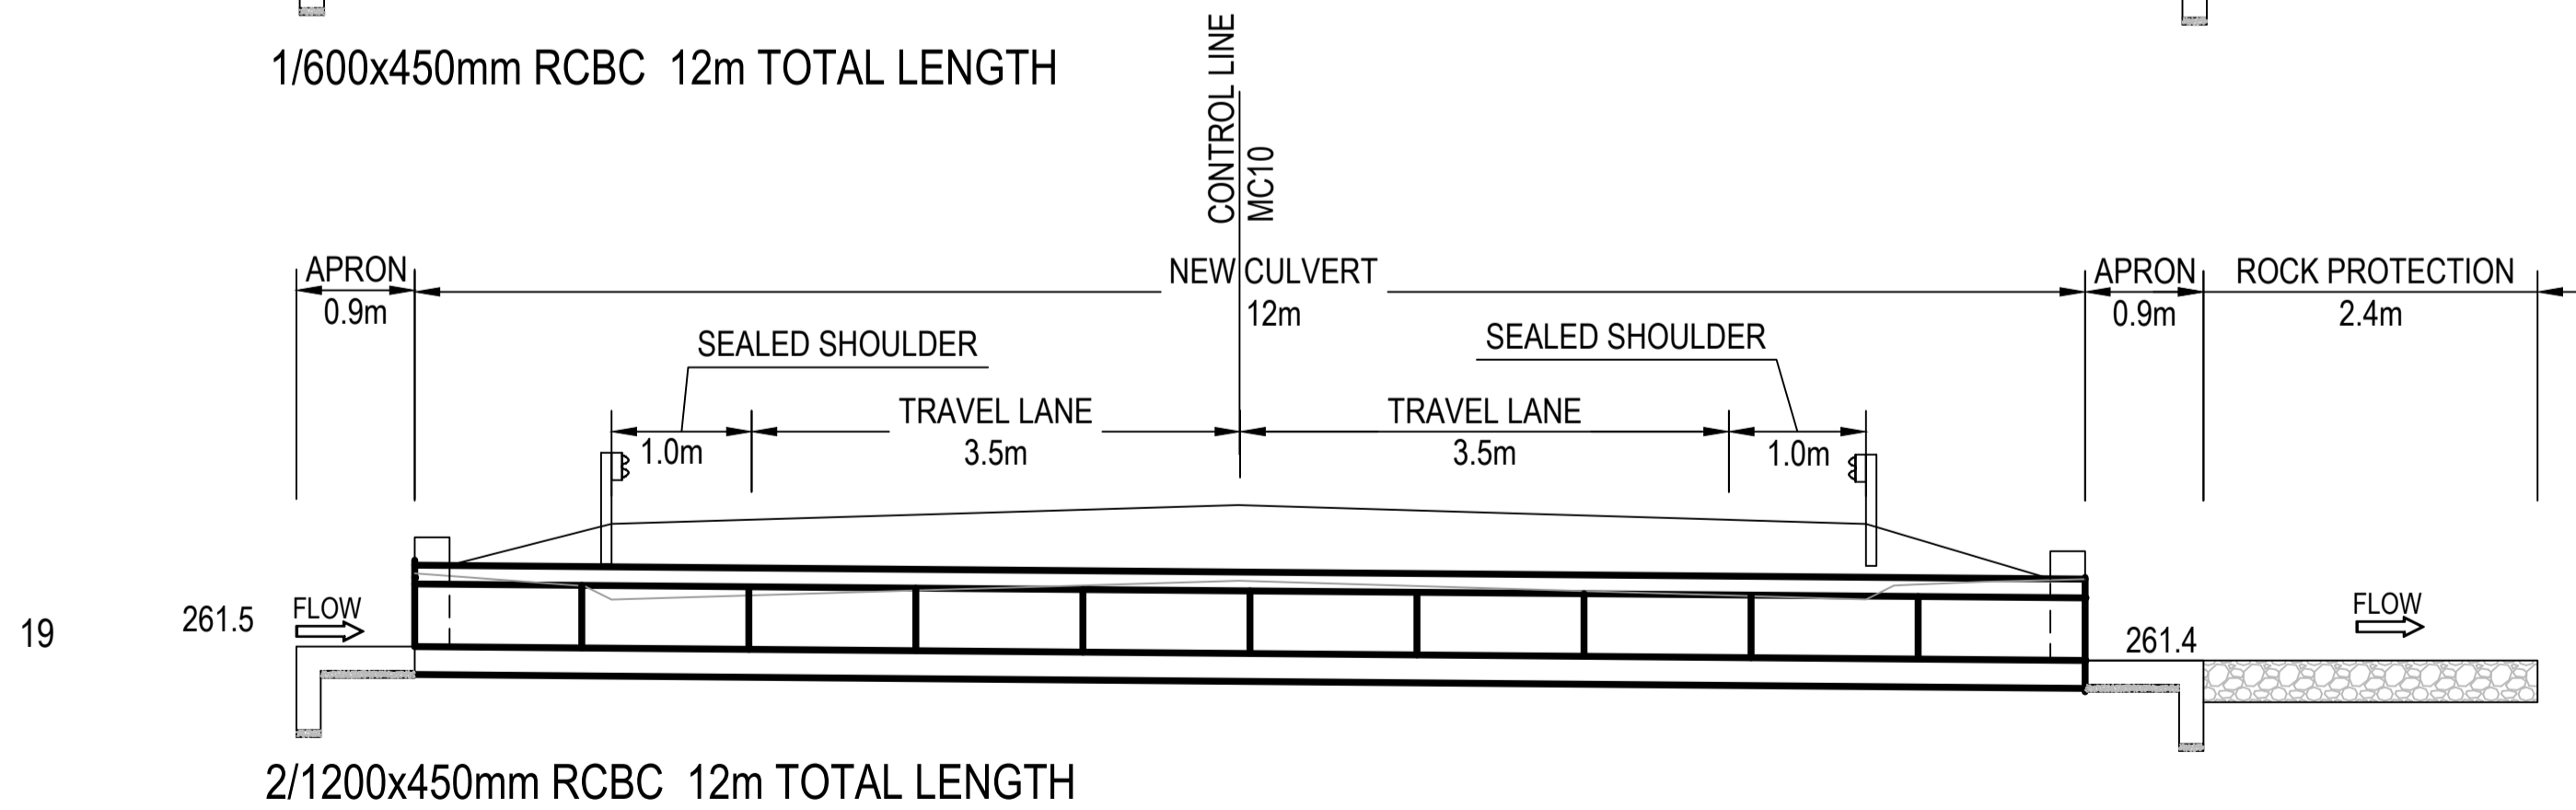 1/600x450mm RCBC 12m TOTAL LENGTH
CONTROL LINE
MC10
APRON
0.9m
NEW CULVERT
12m
APRON
0.9m
ROCK PROTECTION
2.4m
SEALED SHOULDER
SEALED SHOULDER
1.0m
TRAVEL LANE
3.5m
TRAVEL LANE
3.5m
1.0m
19
261.5
FLOW
261.4
FLOW
2/1200x450mm RCBC 12m TOTAL LENGTH